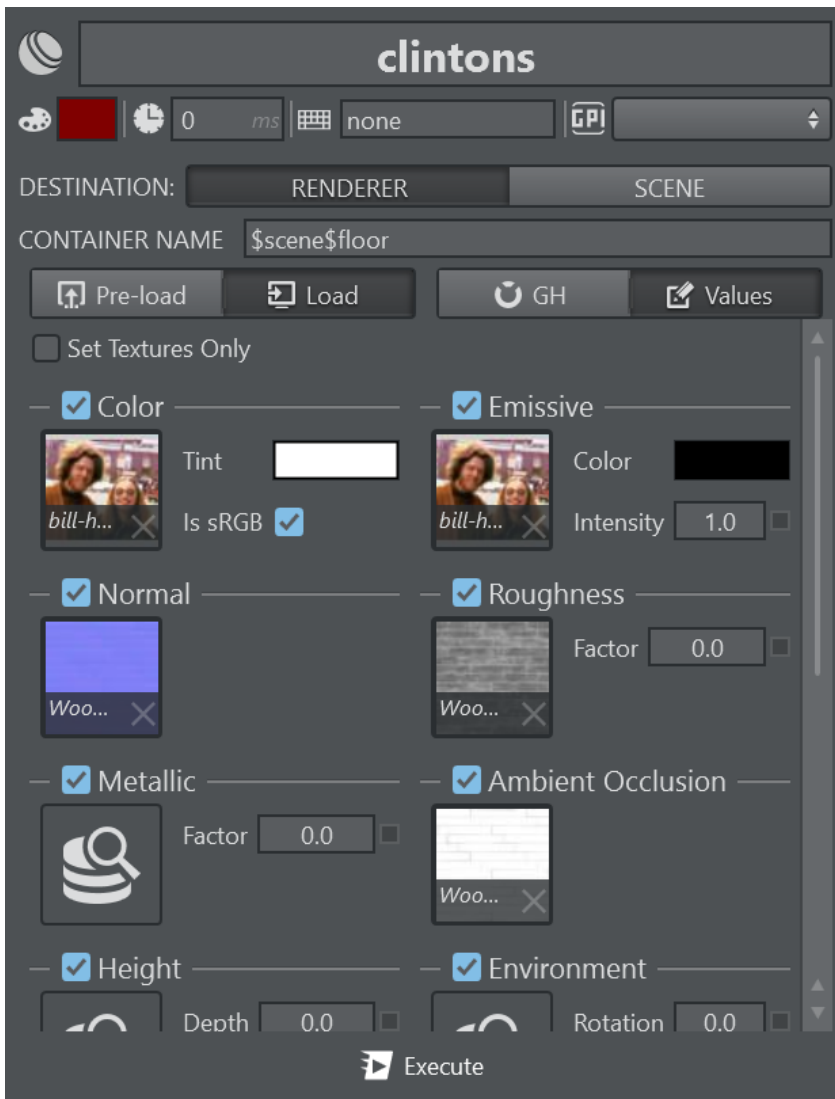 clintons
0 ms none GPI
DESTINATION: RENDERER SCENE
CONTAINER NAME $scene$floor
Pre-load Load GH Values
Set Textures Only
Color Emissive
Tint Color
bill-h... Is sRGB bill-h... Intensity 1.0
Normal Roughness
Factor 0.0
Woo... Woo...
Metallic Ambient Occlusion
Factor 0.0
Woo...
Height Environment
Depth 0.0 Rotation 0.0
Execute